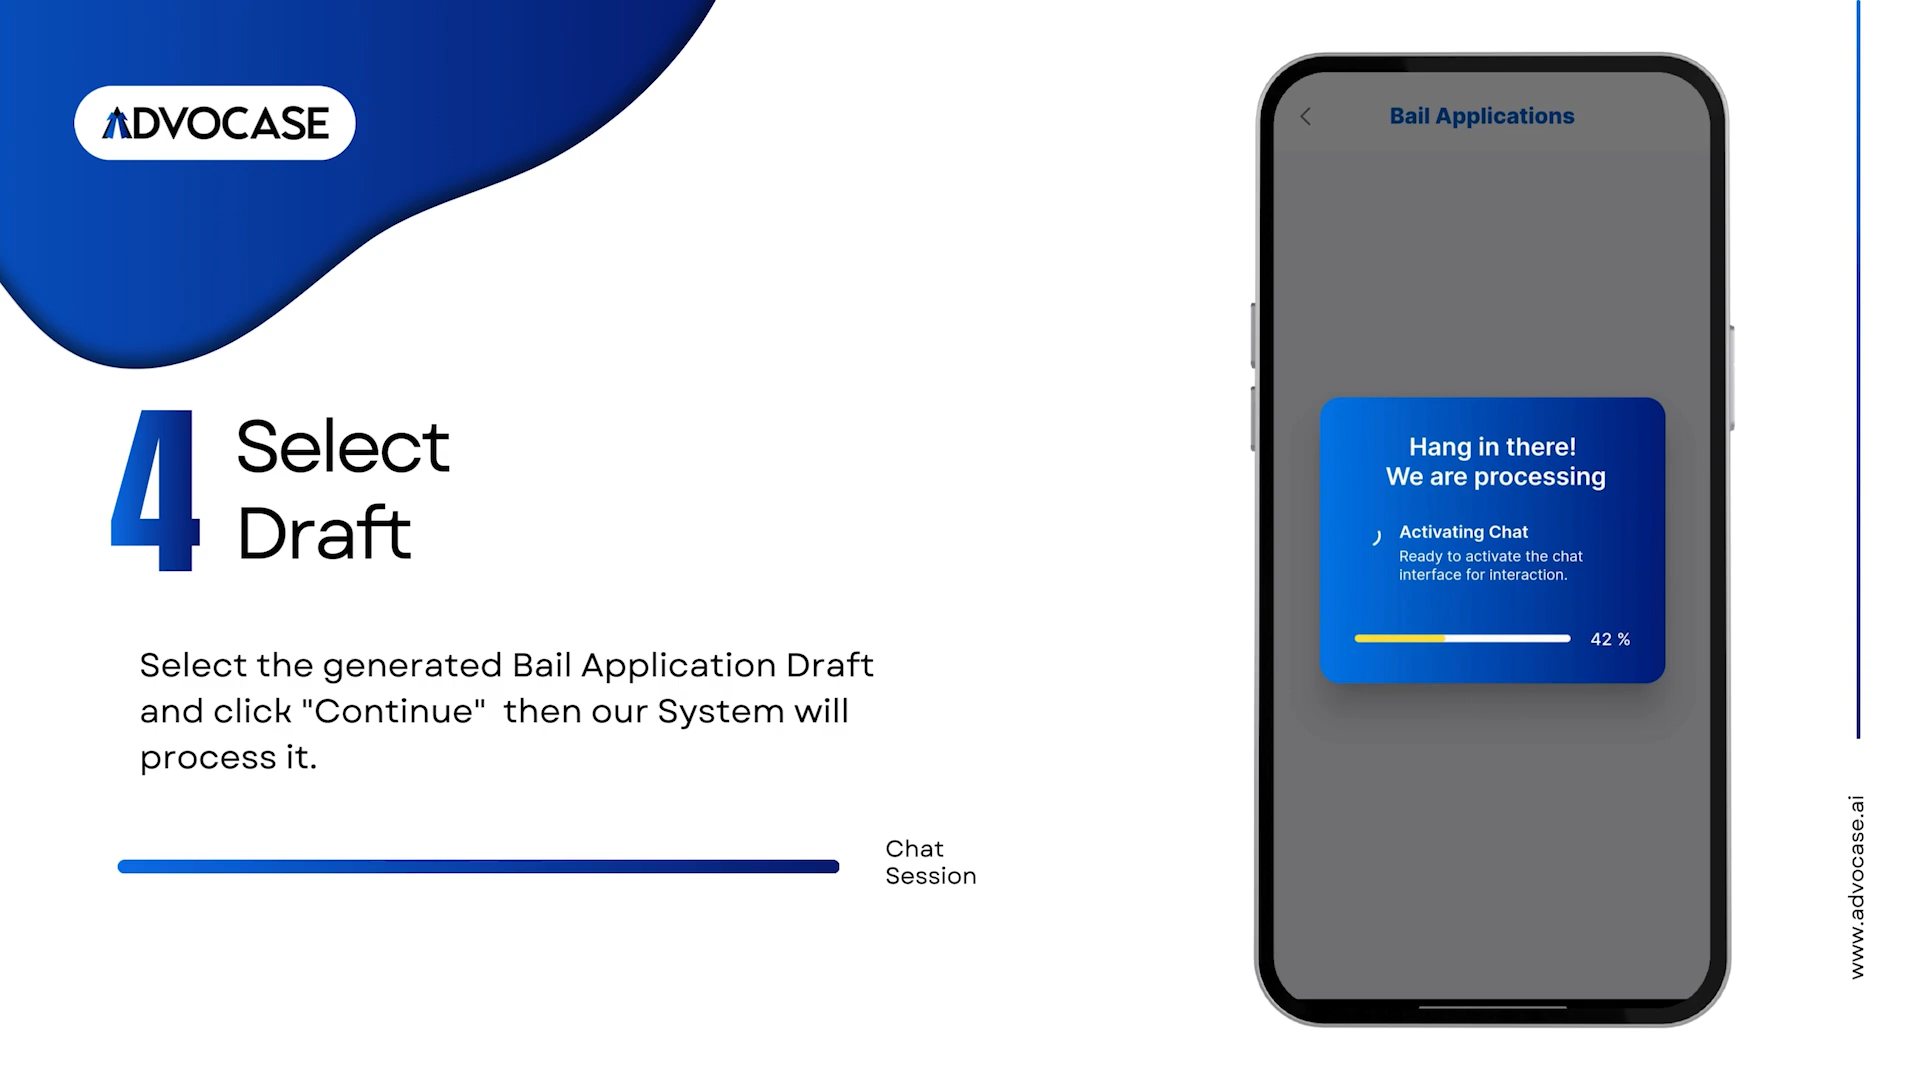 ADVOCASE
4
Select
Draft
Select the generated Bail Application Draft
and click "Continue"  then our System will
process it.
Chat
Session
Bail Applications
Hang in there!
We are processing
Activating Chat
Ready to activate the chat
interface for interaction.
42 %
www.advocase.ai